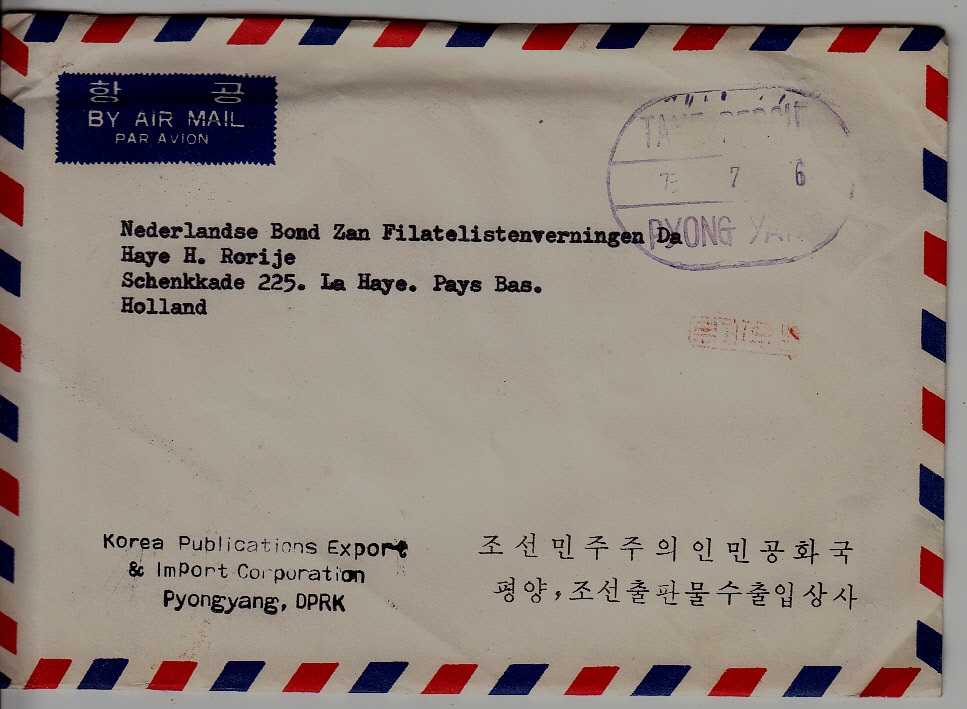 항 공
BY AIR MAIL
PAR AVION
7 6
PYONG
Nederlandse Bond Zan Filatelistenverningen Da
Haye H. Rorije
Schenkkade 225. La Haye. Pays Bas.
Holland
Korea Publications Export
& Import Corporation
Pyongyang, DPRK
조선민주주의인민공화국
평양,조선출판물수출입상사